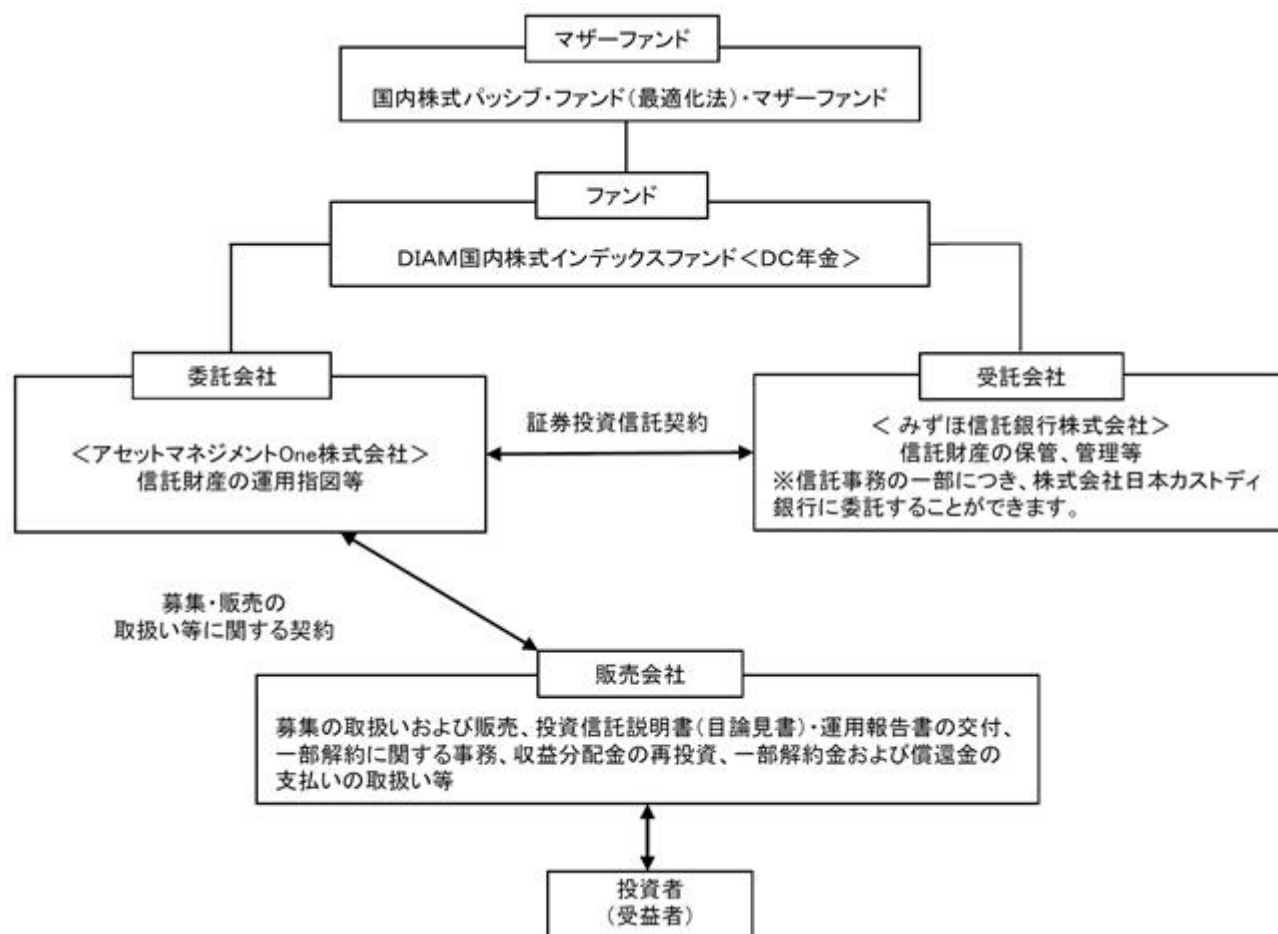 マザーファンド
国内株式パッシブ・ファンド(最適化法)・マザーファンド
ファンド
DIAM国内株式インデックスファンド<DC年金>
委託会社
<アセットマネジメントOne株式会社>
信託財産の運用指図等
証券投資信託契約
受託会社
< みずほ信託銀行株式会社>
信託財産の保管、管理等
※信託事務の一部につき、株式会社日本カストディ
銀行に委託することができます。
募集・販売の
取扱い等に関する契約
販売会社
募集の取扱いおよび販売、投資信託説明書(目論見書)・運用報告書の交付、
一部解約に関する事務、収益分配金の再投資、一部解約金および償還金の
支払いの取扱い等
投資者
(受益者)